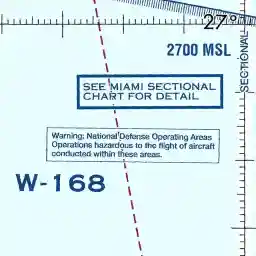 27°
2700 MSL
SECTIONAL
SEE MIAMI SECTIONAL
CHART FOR DETAIL
Warning: National Defense Operating Areas
Operations hazardous to the flight of aircraft
conducted within these areas.
W-168